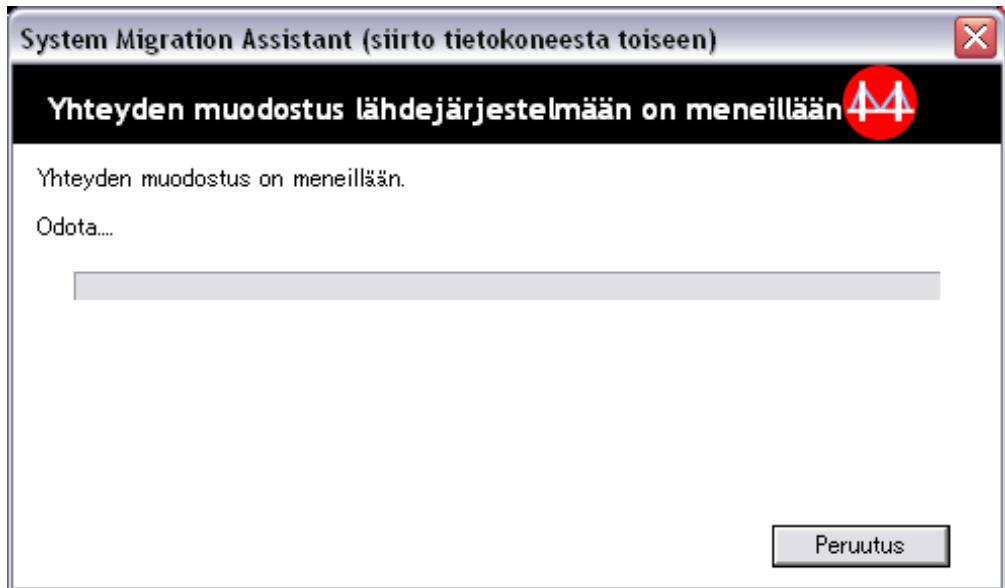 System Migration Assistant (siirto tietokoneesta toiseen)
Yhteyden muodostus lähdejärjestelmään on meneillään
Yhteyden muodostus on meneillään.
Odota....
Peruutus